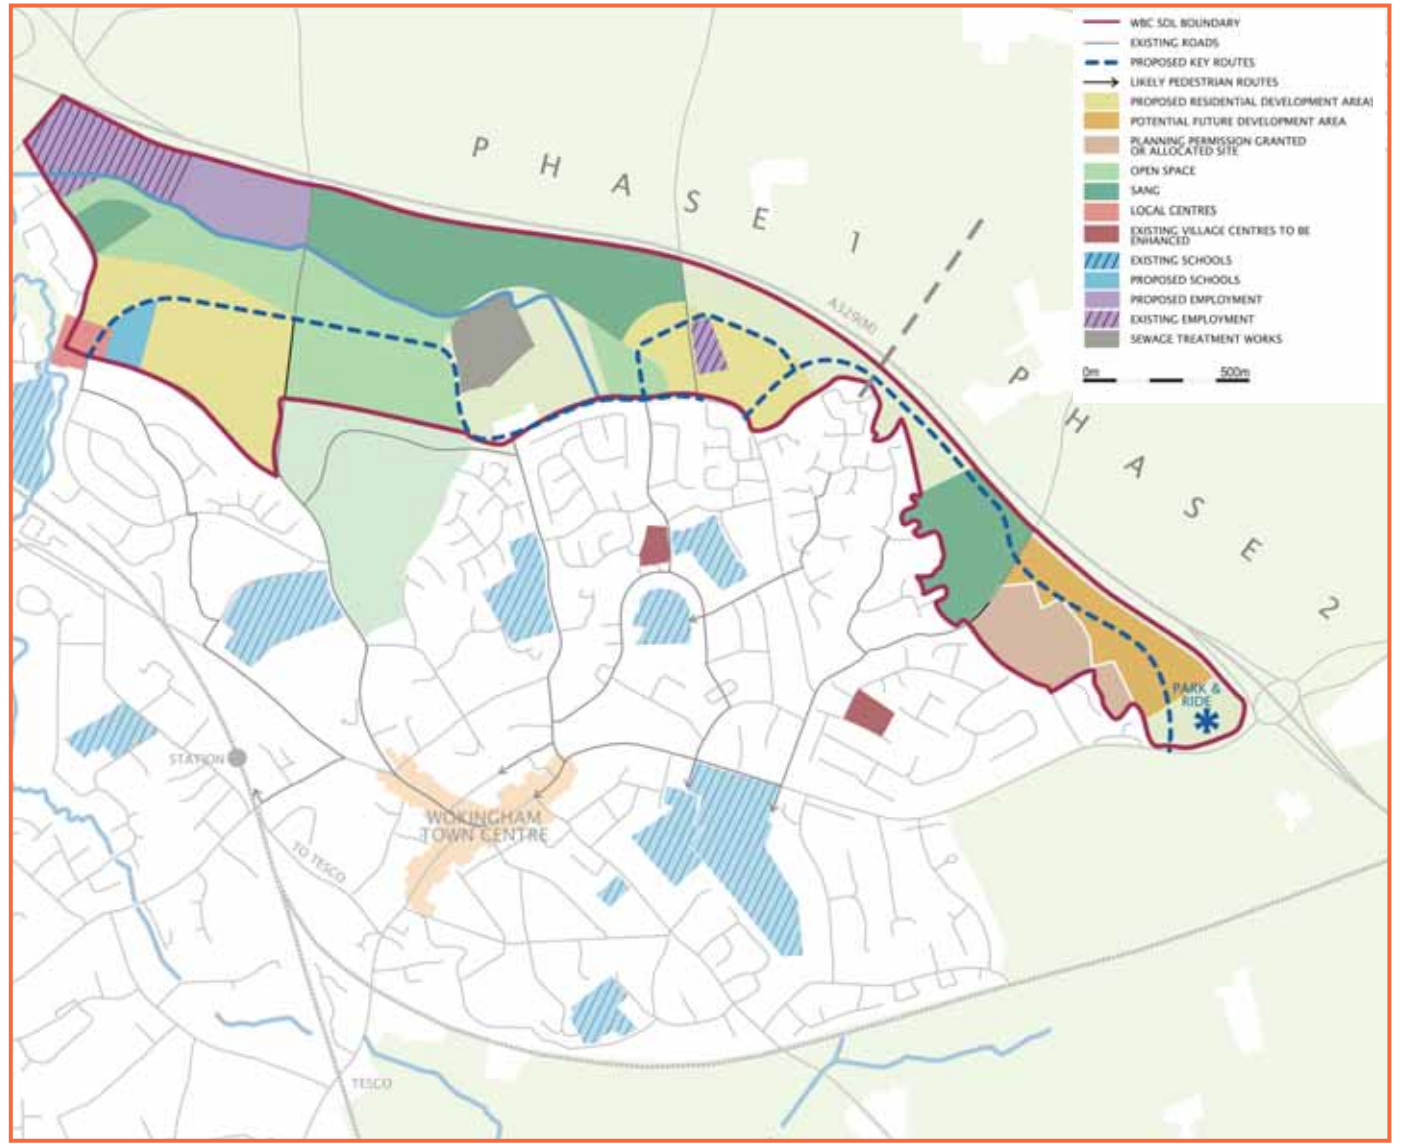 WBC SDL BOUNDARY
EXISTING ROADS
PROPOSED KEY ROUTES
LIKELY PEDESTRIAN ROUTES
PROPOSED RESIDENTIAL DEVELOPMENT AREAS
POTENTIAL FUTURE DEVELOPMENT AREA
PLANNING PERMISSION GRANTED
OR ALLOCATED SITE
OPEN SPACE
SANG
LOCAL CENTRES
EXISTING VILLAGE CENTRES TO BE
ENHANCED
EXISTING SCHOOLS
PROPOSED SCHOOLS
PROPOSED EMPLOYMENT
EXISTING EMPLOYMENT
SEWAGE TREATMENT WORKS
0m 500m
PHASE 1
A329(M)
PHASE 2
PARK &
RIDE
STATION
WOKINGHAM
TOWN CENTRE
TO TESCO
TESCO